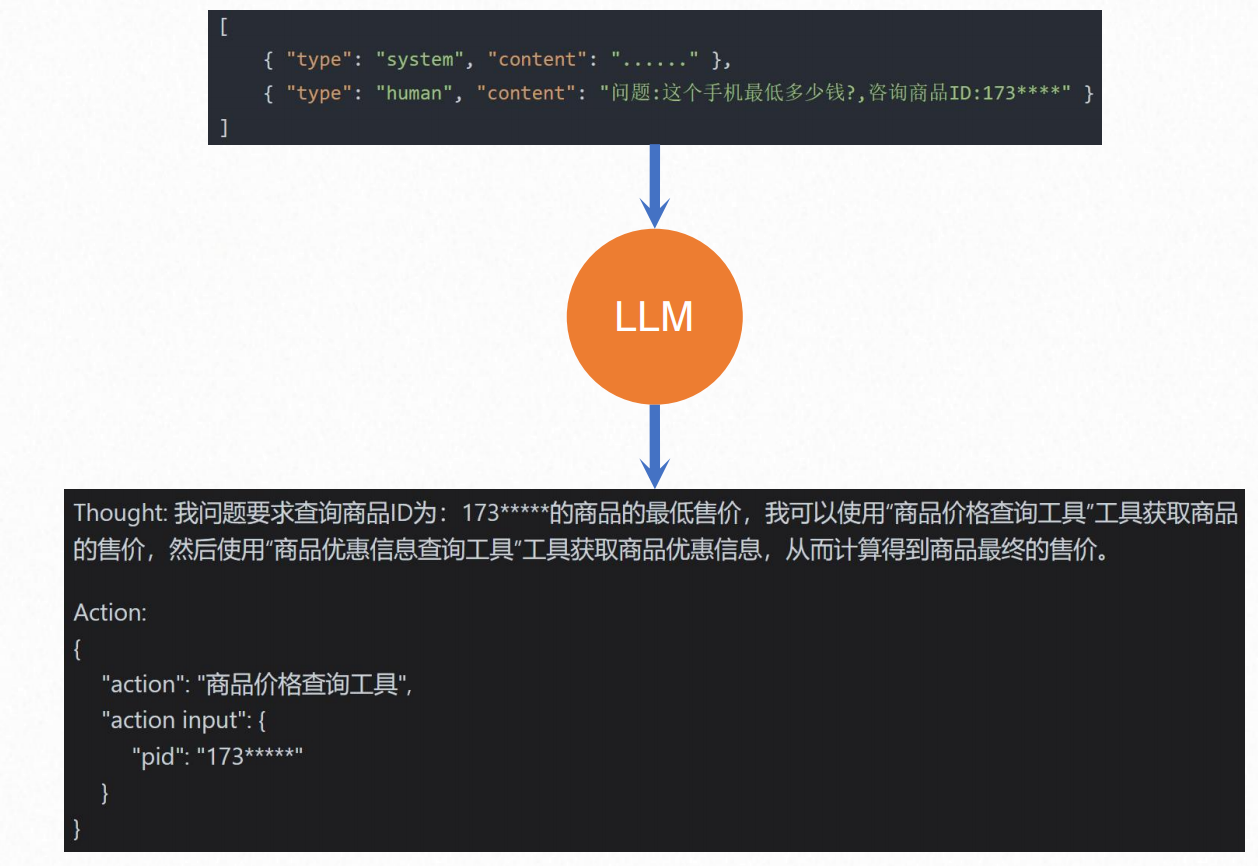 [
{ "type": "system", "content": "......" },
{ "type": "human", "content": "问题:这个手机最低多少钱?,咨询商品ID:173****" }
]
LLM
Thought: 我问题要求查询商品ID为：173*****的商品的最低售价，我可以使用“商品价格查询工具”工具获取商品
的售价，然后使用“商品优惠信息查询工具”工具获取商品优惠信息，从而计算得到商品最终的售价。
Action:
{
"action": "商品价格查询工具",
"action input": {
"pid": "173*****"
}
}